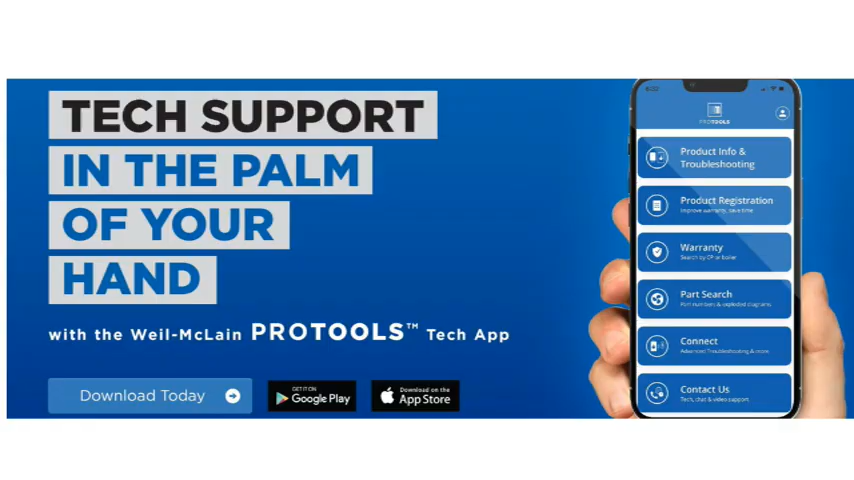 TECH SUPPORT
IN THE PALM
OF YOUR
HAND
with the Weil-McLain PROTOOLS™ Tech App
Download Today
GET IT ON
Google Play
Download on the
App Store
PROTOOLS
Product Info &
Troubleshooting
Product Registration
Improve warranty, save time
Warranty
Search by CP or boiler
Part Search
Part numbers & exploded diagrams
Connect
Advanced Troubleshooting & more
Contact Us
Tech, chat & video support